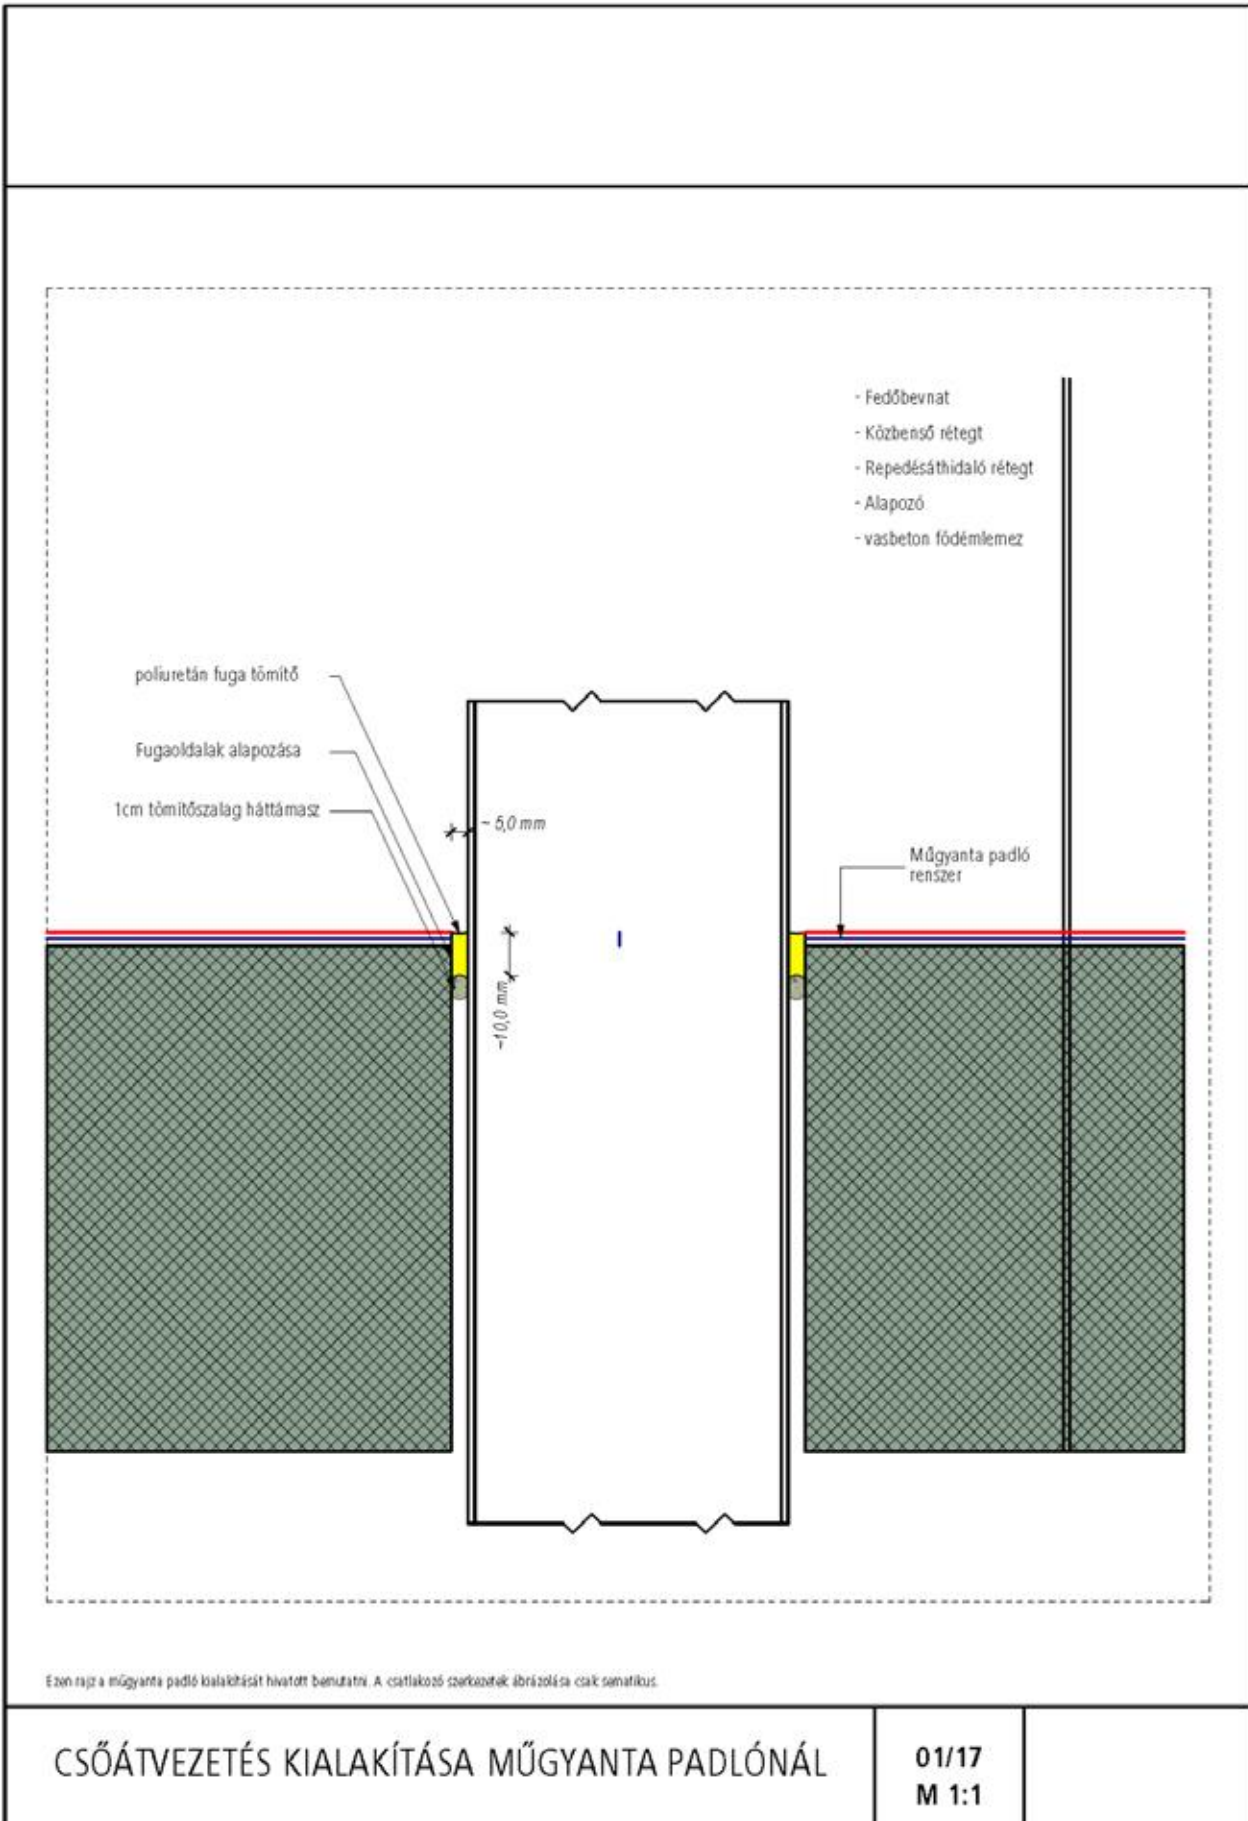 - Fedőbevnat
- Közbenső rétegt
- Repedésáthidaló rétegt
- Alapozó
- vasbeton födémlemez
poliuretán fuga tömítő
Fugaoldalak alapozása
1cm tömítőszalag háttámasz
~ 5,0 mm
Műgyanta padló
renszer
~10,0 mm
Ezen rajz a műgyanta padló kialakítását hivatott bemutatni. A csatlakozó szerkezetek ábrázolása csak sematikus.
CSŐÁTVEZETÉS KIALAKÍTÁSA MŰGYANTA PADLÓNÁL
01/17
M 1:1